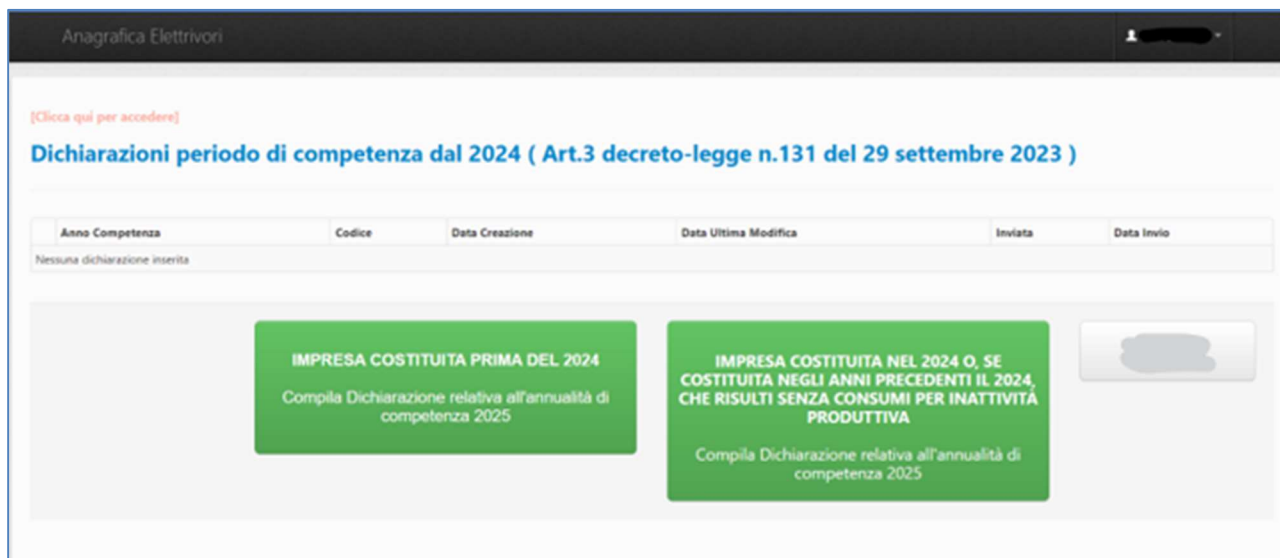 Anagrafica Elettrivori
[Clicca qui per accedere]
Dichiarazioni periodo di competenza dal 2024 ( Art.3 decreto-legge n.131 del 29 settembre 2023 )
Anno Competenza Codice Data Creazione Data Ultima Modifica Inviata Data Invio
Nessuna dichiarazione inserita
IMPRESA COSTITUITA PRIMA DEL 2024
Compila Dichiarazione relativa all'annualità di
competenza 2025
IMPRESA COSTITUITA NEL 2024 O, SE
COSTITUITA NEGLI ANNI PRECEDENTI IL 2024,
CHE RISULTI SENZA CONSUMI PER INATTIVITÀ
PRODUTTIVA
Compila Dichiarazione relativa all'annualità di
competenza 2025